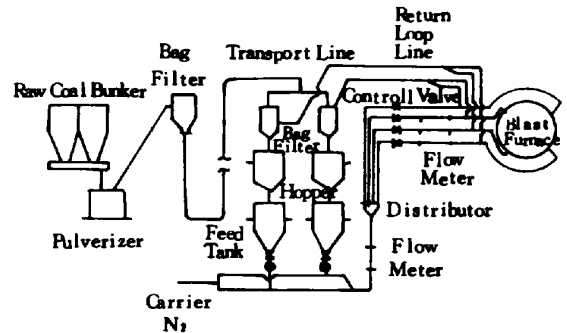 Return
Loop
Line
Bag
Filter
Transport Line
Raw Coal Bunker
Controll Valve
Bag
Filter
Blast
Furnace
Flow
Meter
Hopper
Pulverizer
Feed
Tank
Distributor
Flow
Meter
Carrier
N₂